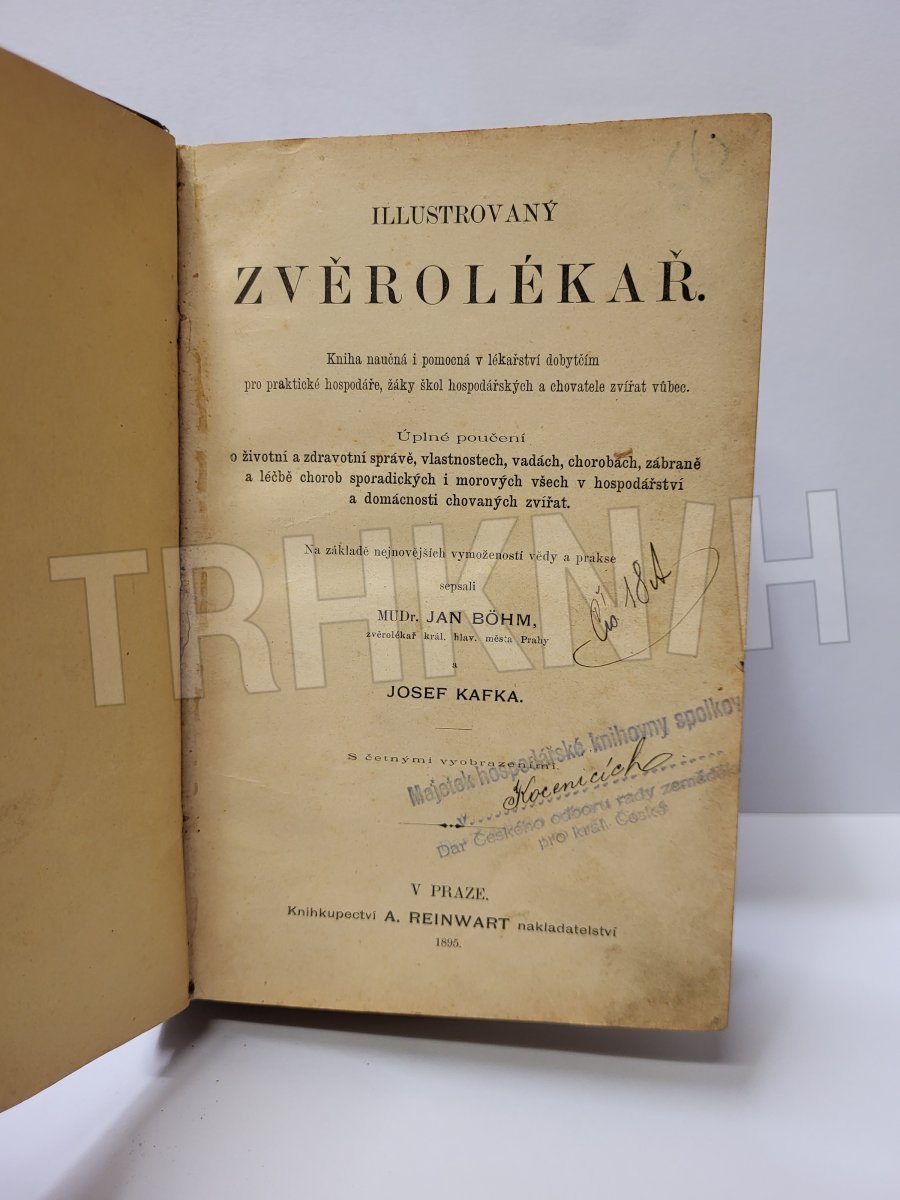 ILLUSTROVANÝ
ZVĚROLÉKAŘ.
Kniha naučná i pomocná v lékařství dobytčím
pro praktické hospodáře, žáky škol hospodářských a chovatele zvířat vůbec.
Úplné poučení
o životní a zdravotní správě, vlastnostech, vadách, chorobách, zábraně
a léčbě chorob sporadických i morových všech v hospodářství
a domácnosti chovaných zvířat.
Na základě nejnovějších vymožeností vědy a prakse
sepsali
MUDr. JAN BÖHM,
zvěrolékař král. hlav. města Prahy
a
JOSEF KAFKA.
Čís 18A
S četnými vyobrazeními.
Majetek hospodářské knihovny spolkov
v Kocenicích
Dar Českého odboru rady
pro král. České
V PRAZE.
Knihkupectví A. REINWART nakladatelství
1895.
TRHKNIH